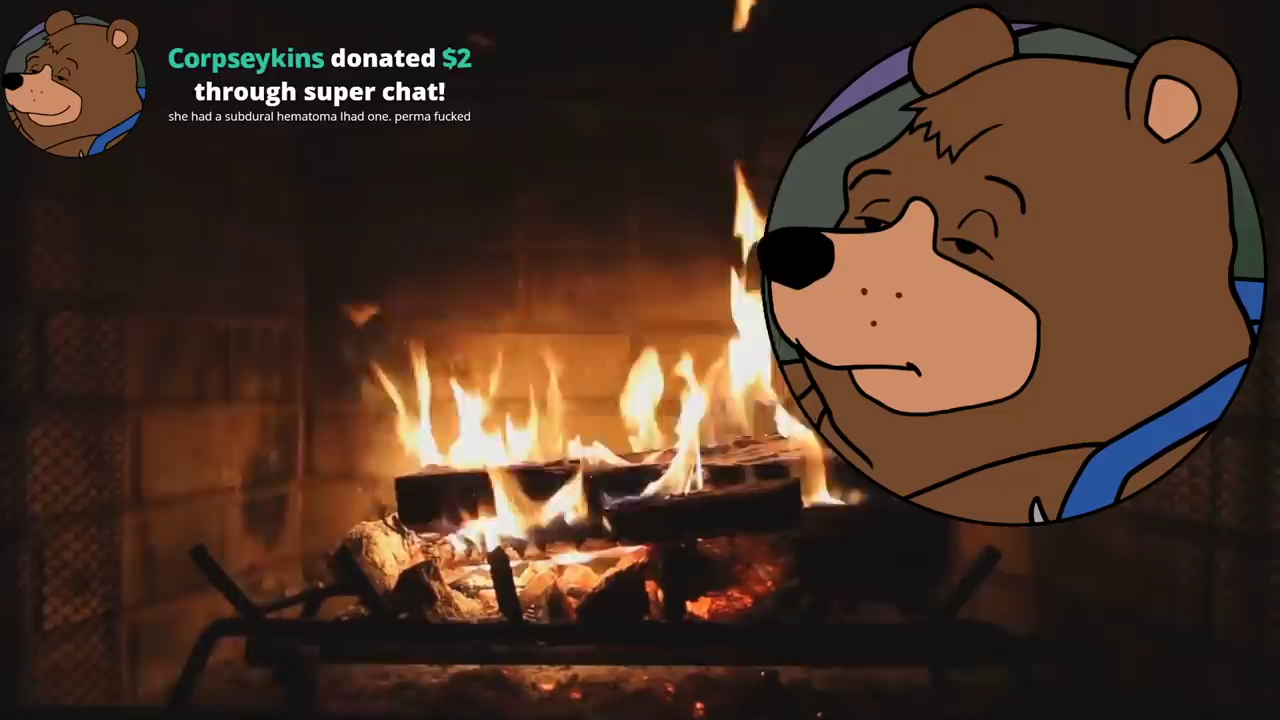 Corpseykins donated $2
through super chat!
she had a subdural hematoma Ihad one. perma fucked